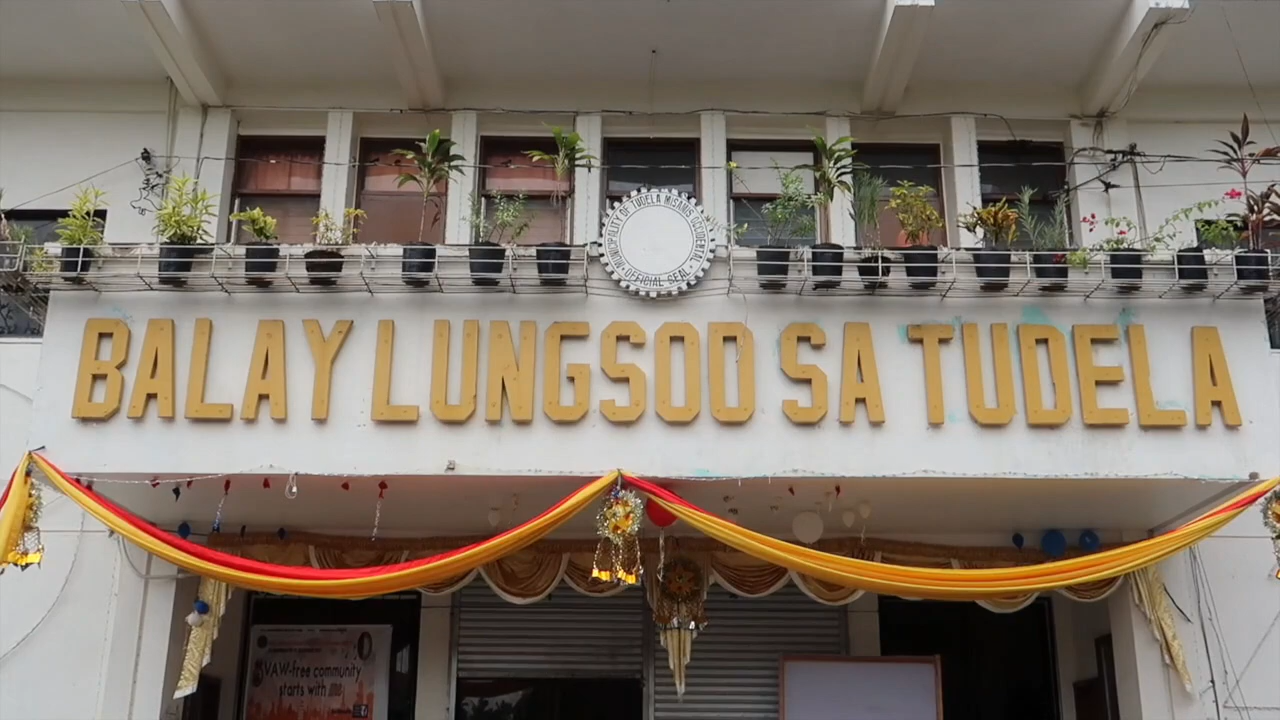 MUNICIPALITY OF TUDELA MISAMIS OCCIDENTAL
OFFICIAL SEAL
BALAY LUNGSOD SA TUDELA
VAW-free community
starts with